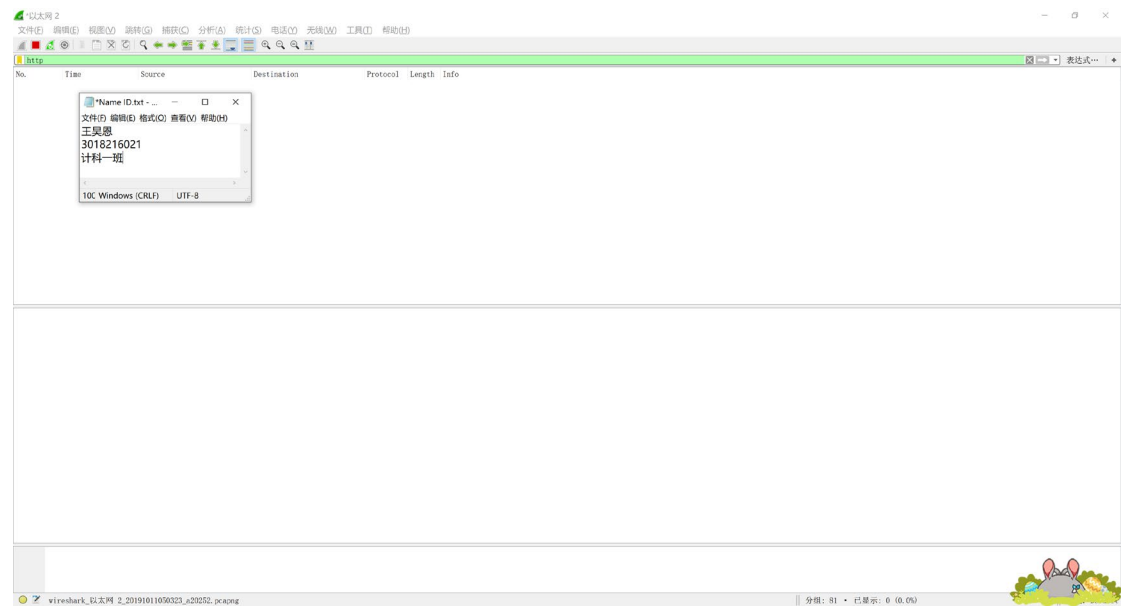 *以太网 2
文件(F) 编辑(E) 视图(V) 跳转(G) 捕获(C) 分析(A) 统计(S) 电话(Y) 无线(W) 工具(T) 帮助(H)
http 表达式… +
No. Time Source Destination Protocol Length Info
*Name ID.txt - ...
文件(F) 编辑(E) 格式(O) 查看(V) 帮助(H)
王昊恩
3018216021
计科一班
100 Windows (CRLF) UTF-8
wireshark_以太网 2_20191011050323_a20252.pcapng 分组: 81 · 已显示: 0 (0.0%)